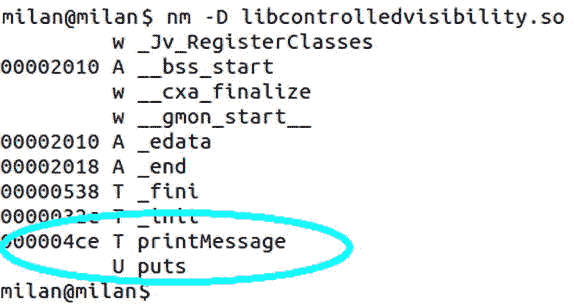 milan@milan$ nm -D libcontrolledvisibility.so
w _Jv_RegisterClasses
00002010 A __bss_start
w __cxa_finalize
w __gmon_start__
00002010 A _edata
00002018 A _end
00000538 T _fini
0000032c T _init
000004ce T printMessage
U puts
milan@milan$